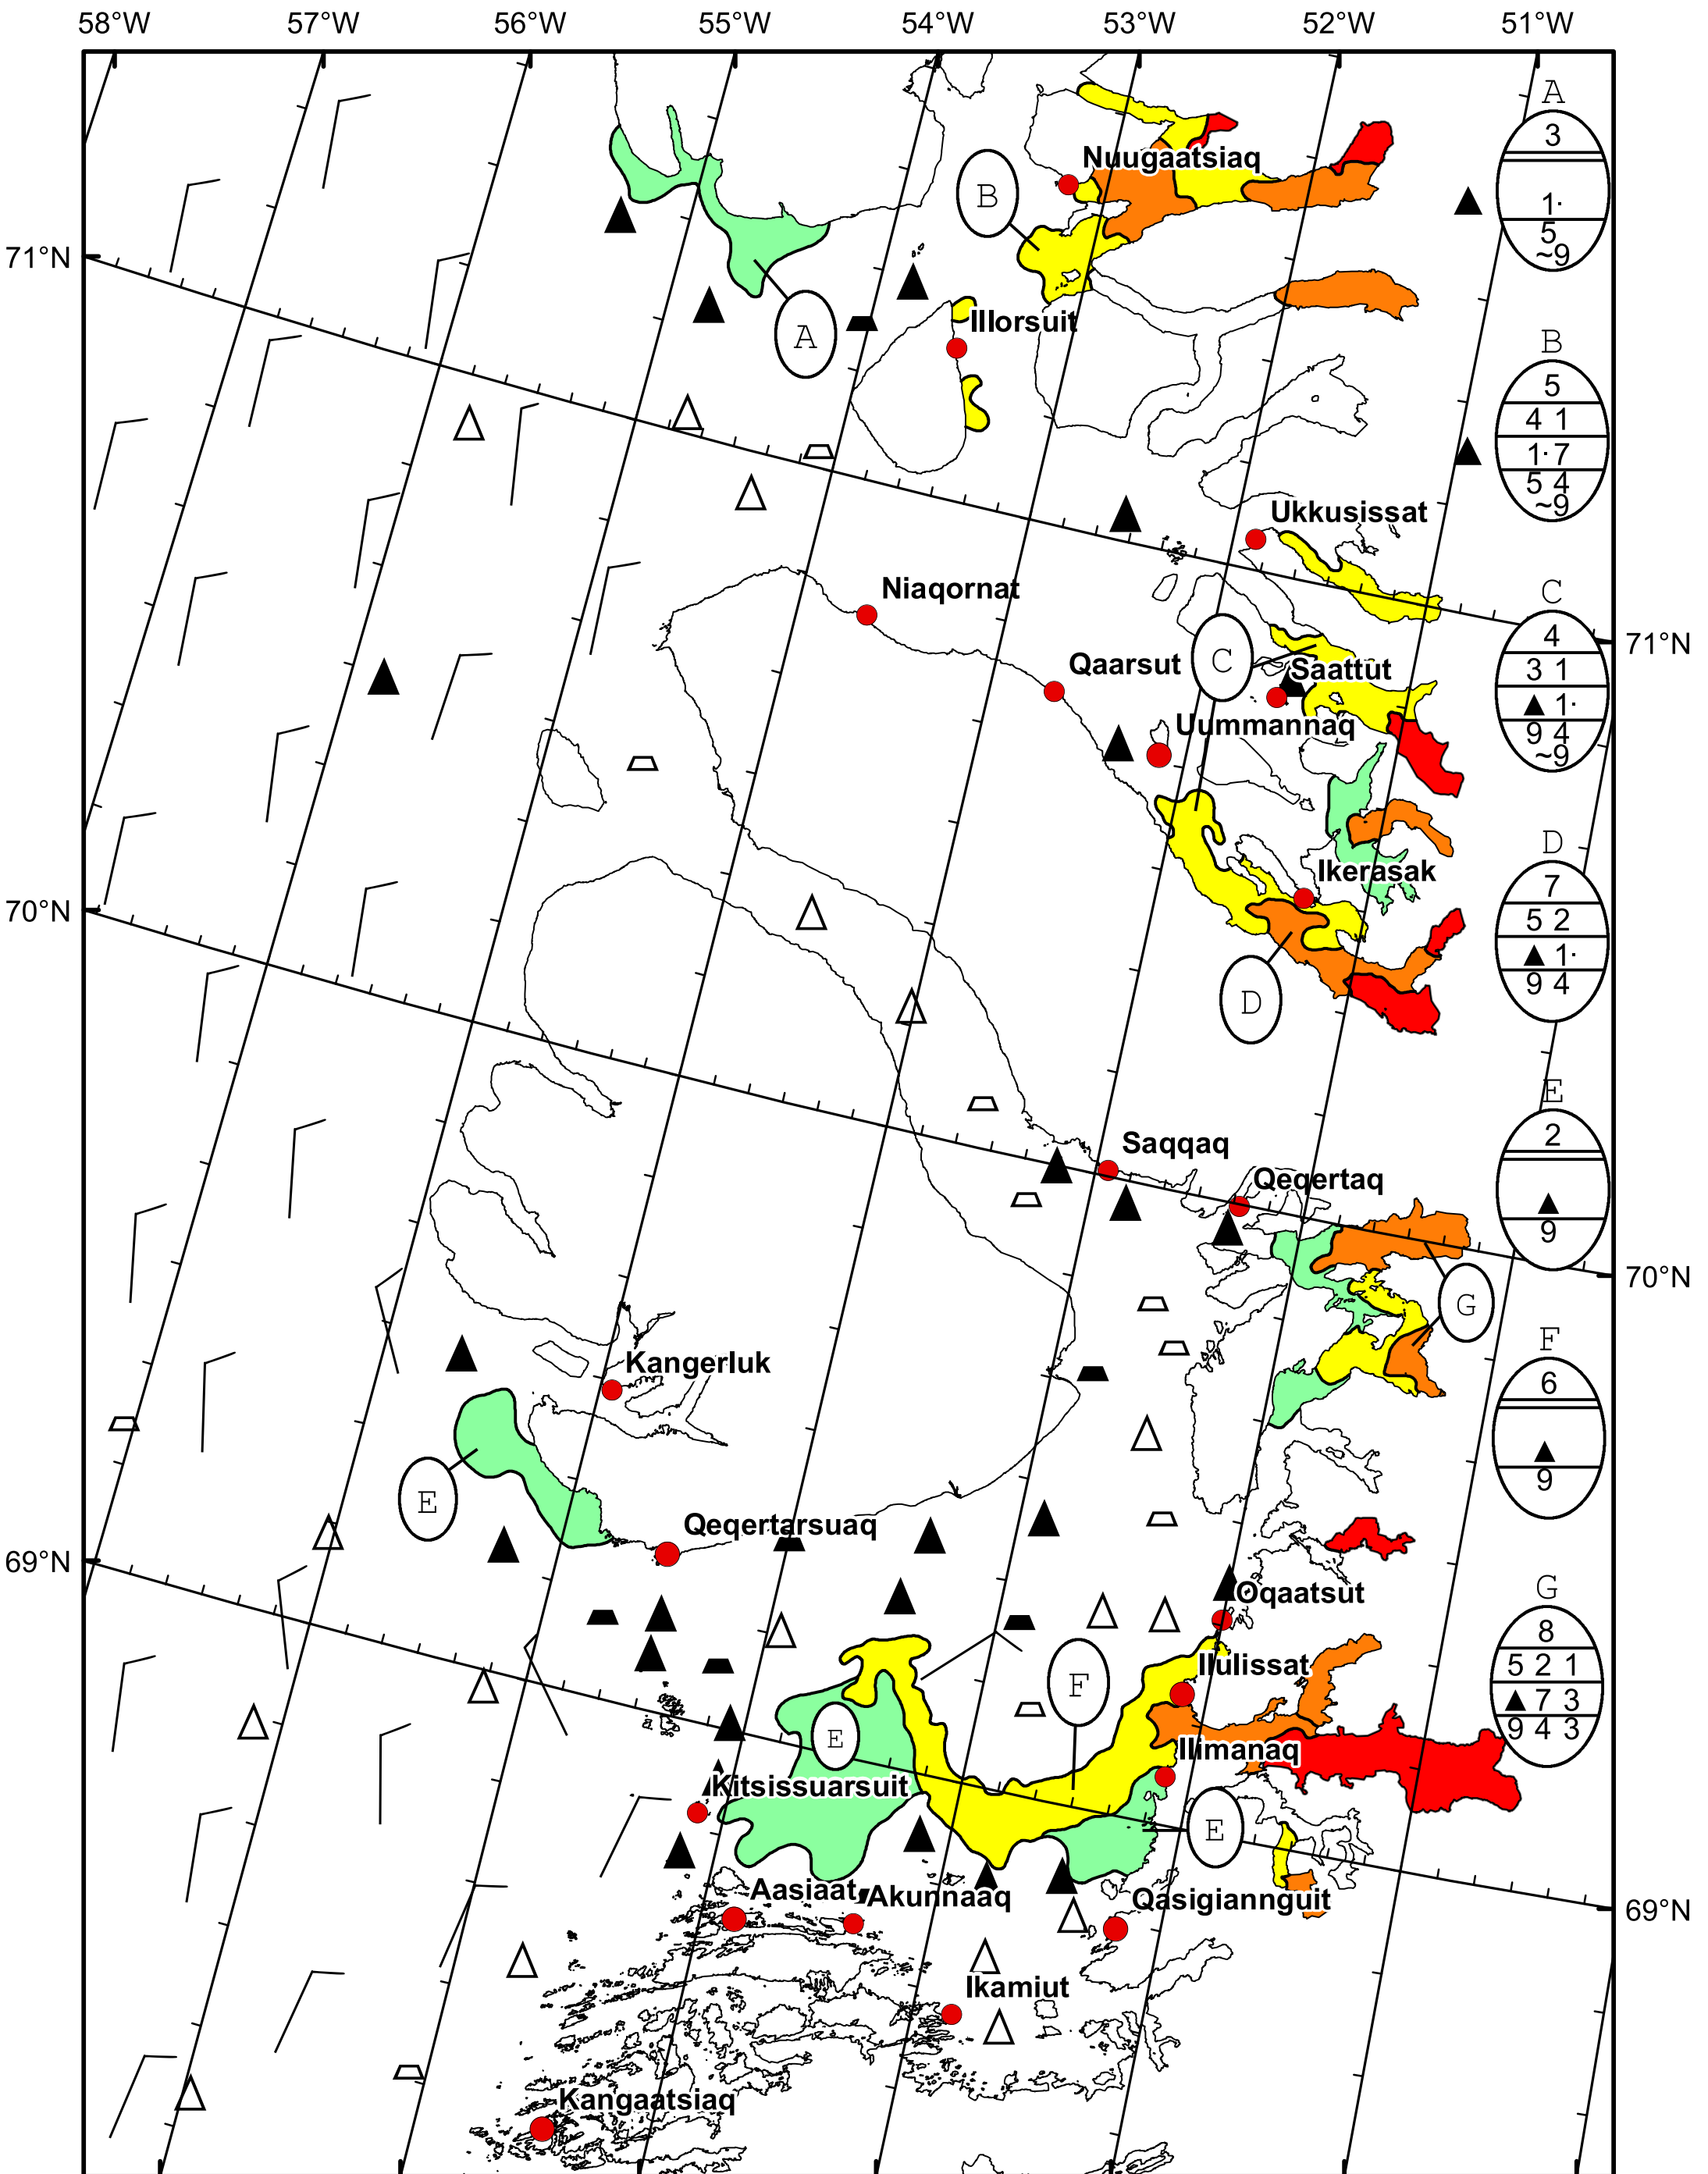 58°W 57°W 56°W 55°W 54°W 53°W 52°W 51°W
A
3
1·
5
~9
Nuugaatsiaq
B
71°N
A
Illorsuit
B
5
4 1
1·7
5 4
~9
Ukkusissat
Niaqornat
C
4
3 1
▲ 1·
9 4
~9
71°N
Qaarsut
C
Saattut
Uummannaq
D
7
5 2
▲ 1·
9 4
Ikerasak
70°N
D
E
2
▲
9
Saqqaq
Qeqertaq
70°N
G
F
6
▲
9
Kangerluk
E
Qeqertarsuaq
69°N
Oqaatsut
G
8
5 2 1
▲ 7 3
9 4 3
Ilulissat
F
E
Ilimanaq
Kitsissuarsuit
E
Aasiaat
Akunnaaq
Qasigiannguit
69°N
Ikamiut
Kangaatsiaq